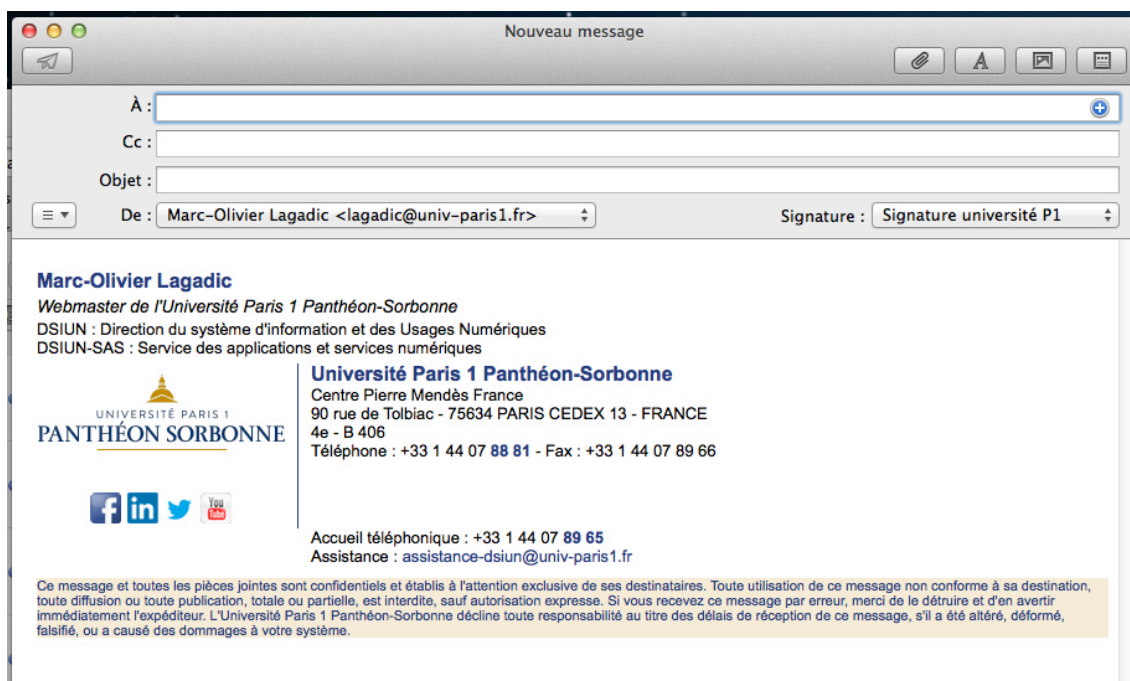 Nouveau message
À :
Cc :
Objet :
De : Marc-Olivier Lagadic <lagadic@univ-paris1.fr> Signature : Signature université P1
Marc-Olivier Lagadic
Webmaster de l'Université Paris 1 Panthéon-Sorbonne
DSIUN : Direction du système d'information et des Usages Numériques
DSIUN-SAS : Service des applications et services numériques
UNIVERSITÉ PARIS 1
PANTHÉON SORBONNE
Université Paris 1 Panthéon-Sorbonne
Centre Pierre Mendès France
90 rue de Tolbiac - 75634 PARIS CEDEX 13 - FRANCE
4e - B 406
Téléphone : +33 1 44 07 88 81 - Fax : +33 1 44 07 89 66
f in You Tube
Accueil téléphonique : +33 1 44 07 89 65
Assistance : assistance-dsiun@univ-paris1.fr
Ce message et toutes les pièces jointes sont confidentiels et établis à l'attention exclusive de ses destinataires. Toute utilisation de ce message non conforme à sa destination,
toute diffusion ou toute publication, totale ou partielle, est interdite, sauf autorisation expresse. Si vous recevez ce message par erreur, merci de le détruire et d'en avertir
immédiatement l'expéditeur. L'Université Paris 1 Panthéon-Sorbonne décline toute responsabilité au titre des délais de réception de ce message, s'il a été altéré, déformé,
falsifié, ou a causé des dommages à votre système.